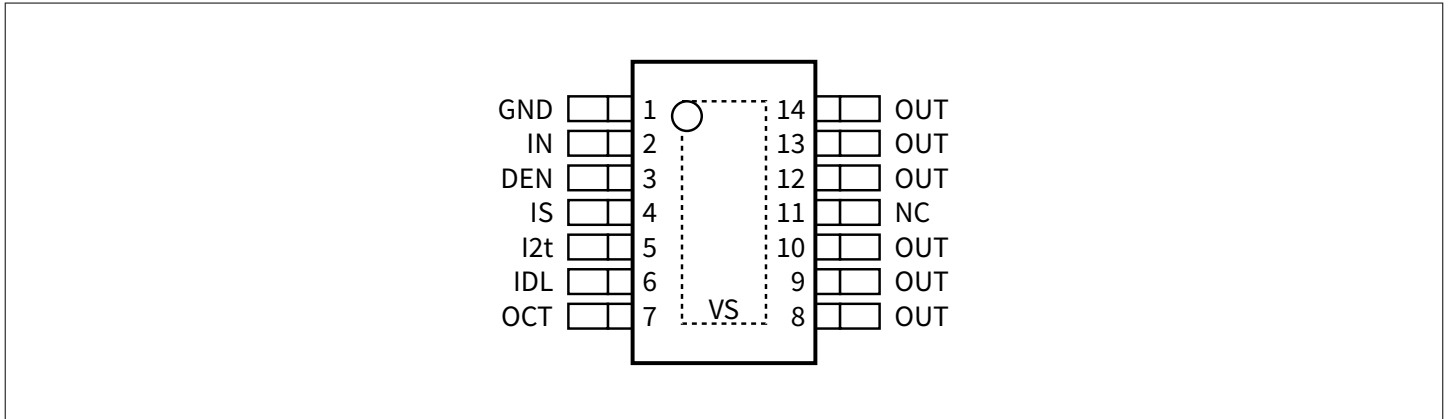 GND 1 14 OUT
IN 2 13 OUT
DEN 3 12 OUT
IS 4 11 NC
I2t 5 10 OUT
IDL 6 9 OUT
OCT 7 VS 8 OUT